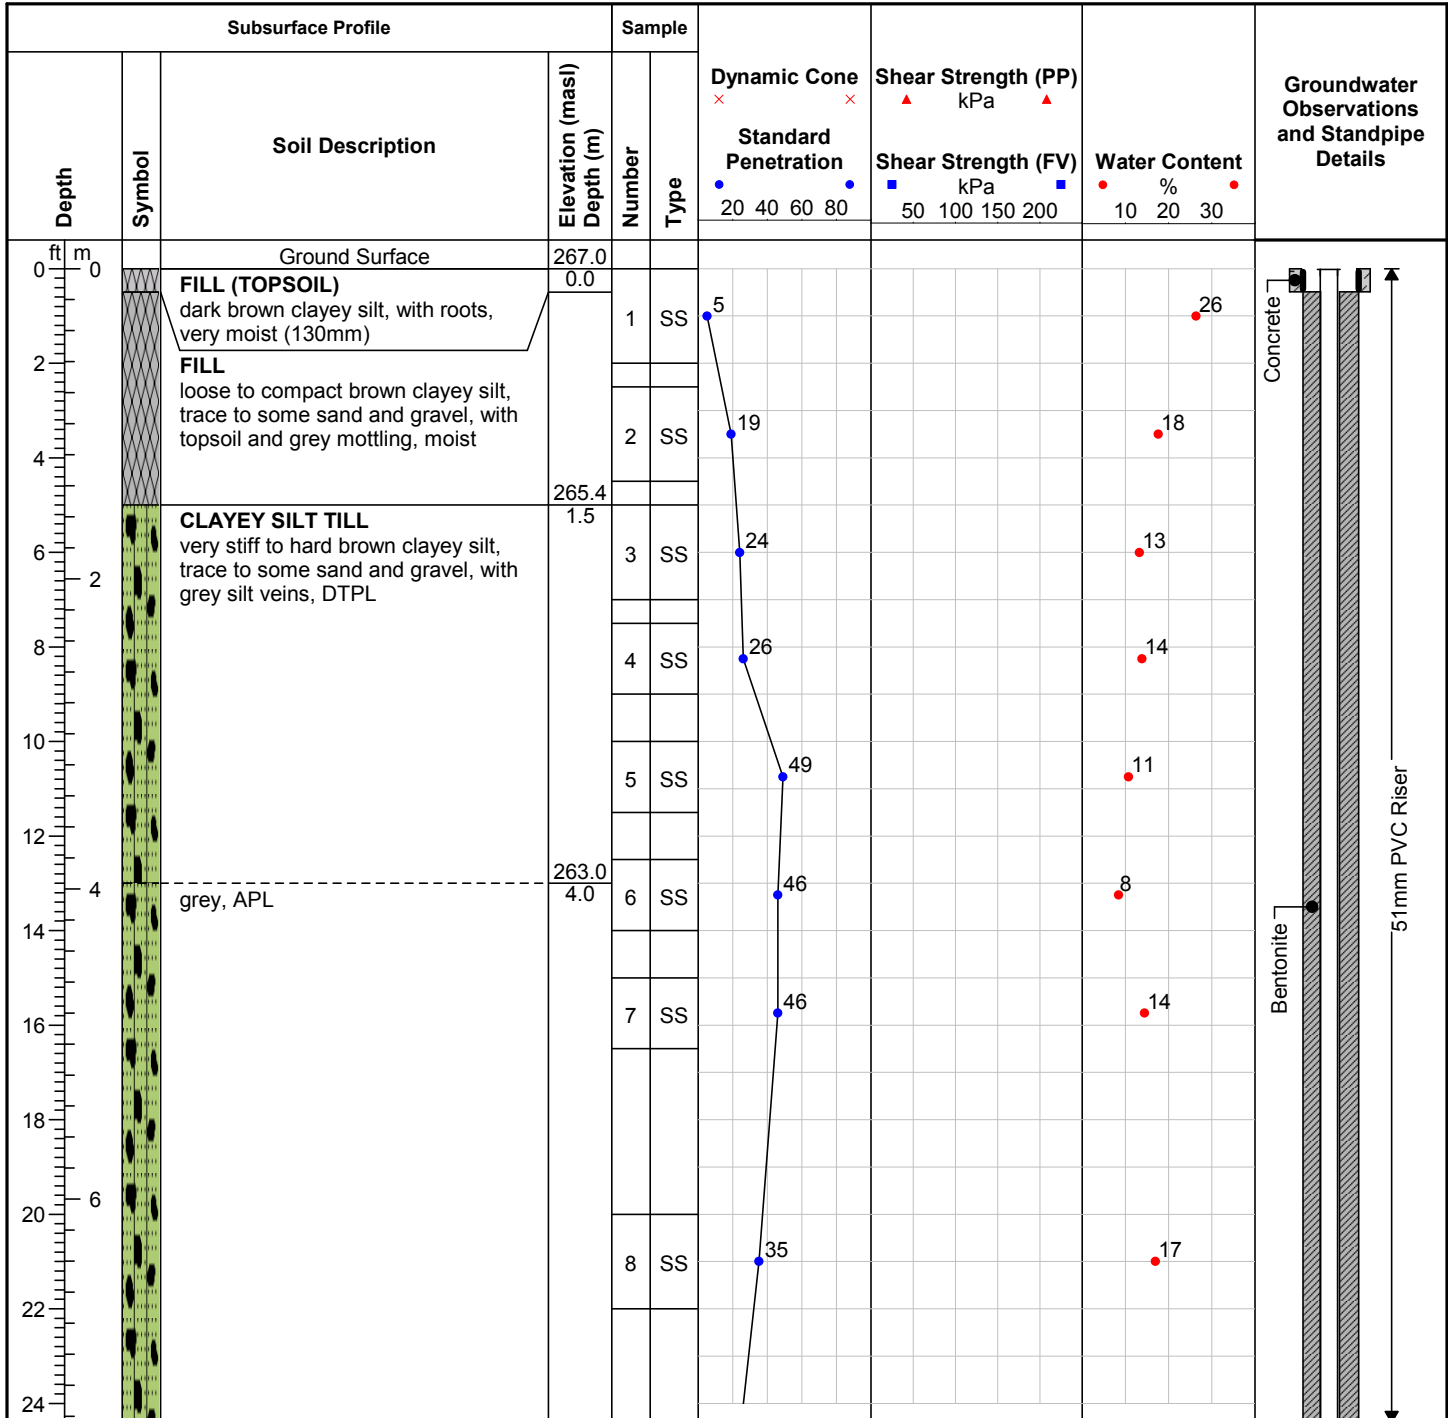 Subsurface Profile
Sample
Depth
Symbol
Soil Description
Elevation (masl)
Depth (m)
Number
Type
Dynamic Cone
Standard
Penetration
20 40 60 80
Shear Strength (PP)
kPa
Shear Strength (FV)
kPa
50 100 150 200
Water Content
%
10 20 30
Groundwater
Observations
and Standpipe
Details
ft m
Ground Surface
267.0
0 0
0.0
FILL (TOPSOIL)
dark brown clayey silt, with roots,
very moist (130mm)
1 SS
5
26
Concrete
2
FILL
loose to compact brown clayey silt,
trace to some sand and gravel, with
topsoil and grey mottling, moist
2 SS
19
18
4
265.4
1.5
CLAYEY SILT TILL
very stiff to hard brown clayey silt,
trace to some sand and gravel, with
grey silt veins, DTPL
3 SS
24
13
6
2
8
4 SS
26
14
10
5 SS
49
11
51mm PVC Riser
12
263.0
4
4.0
grey, APL
6 SS
46
8
14
Bentonite
7 SS
46
14
16
18
6
20
8 SS
35
17
22
24